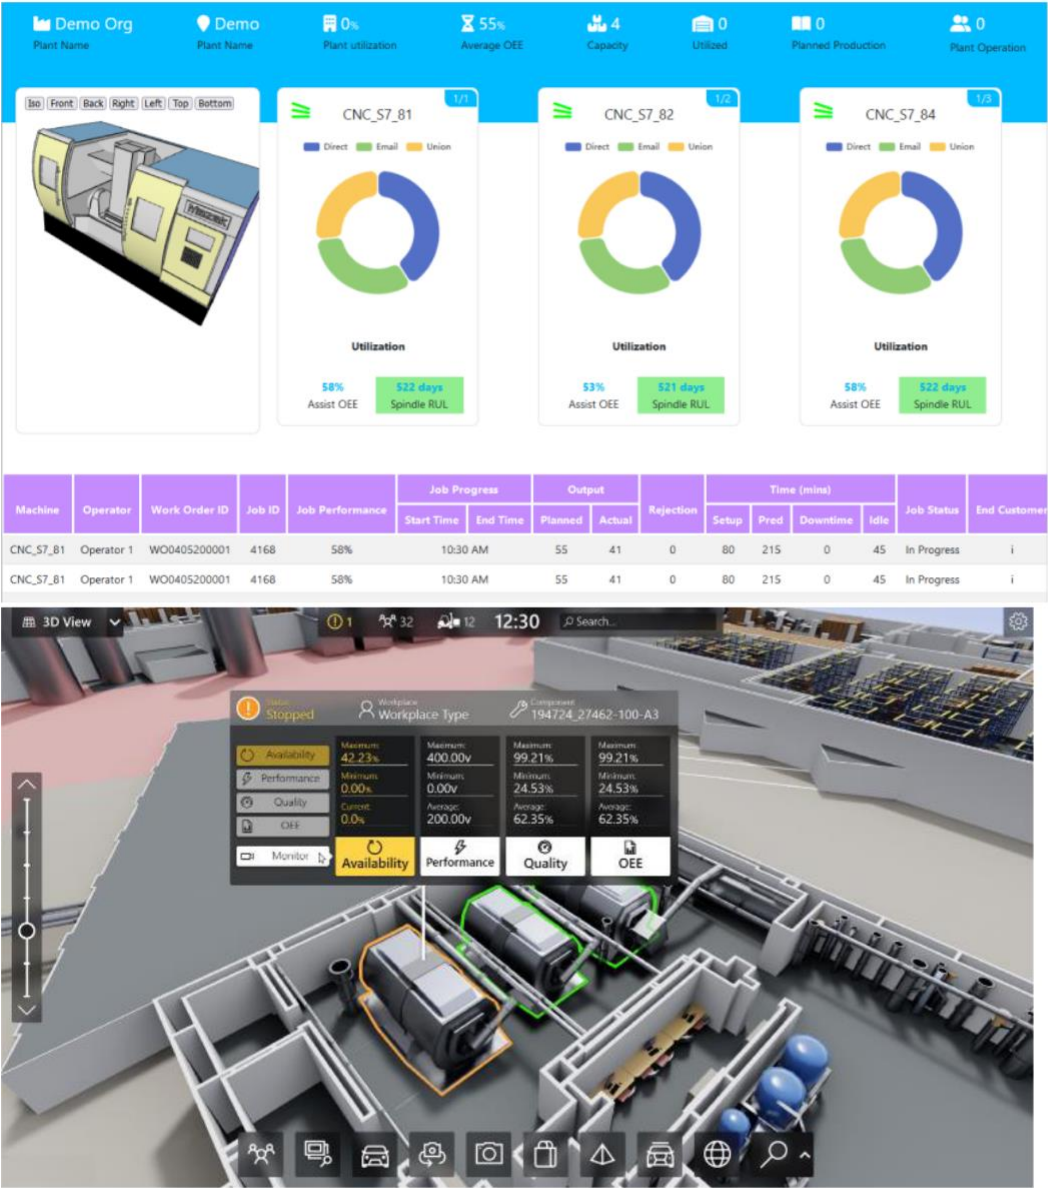 Demo Org
Demo
0%
55%
4
0
0
0
Plant Name
Plant Name
Plant utilization
Average OEE
Capacity
Utilized
Planned Production
Plant Operation
Iso Front Back Right Left Top Bottom
1/1
CNC_S7_81
Direct Email Union
Utilization
58%
522 days
Assist OEE
Spindle RUL
1/2
CNC_S7_82
Direct Email Union
Utilization
53%
521 days
Assist OEE
Spindle RUL
1/3
CNC_S7_84
Direct Email Union
Utilization
58%
522 days
Assist OEE
Spindle RUL
Machine Operator Work Order ID Job ID Job Performance Job Progress Output Rejection Time (mins) Job Status End Customer
Start Time End Time Planned Actual Setup Pred Downtime Idle
CNC_S7_81 Operator 1 WO0405200001 4168 58% 10:30 AM 55 41 0 80 215 0 45 In Progress i
CNC_S7_81 Operator 1 WO0405200001 4168 58% 10:30 AM 55 41 0 80 215 0 45 In Progress i
3D View
1
32
12
12:30
Search...
Status
Stopped
Workplace
Workplace Type
Component
194724_27462-100-A3
Availability
Performance
Quality
OEE
Monitor
Maximum:
42.23%
Minimum:
0.00%
Current:
0.0%
Availability
Maximum:
400.00v
Minimum:
0.00v
Average:
200.00v
Performance
Maximum:
99.21%
Minimum:
24.53%
Average:
62.35%
Quality
Maximum:
99.21%
Minimum:
24.53%
Average:
62.35%
OEE